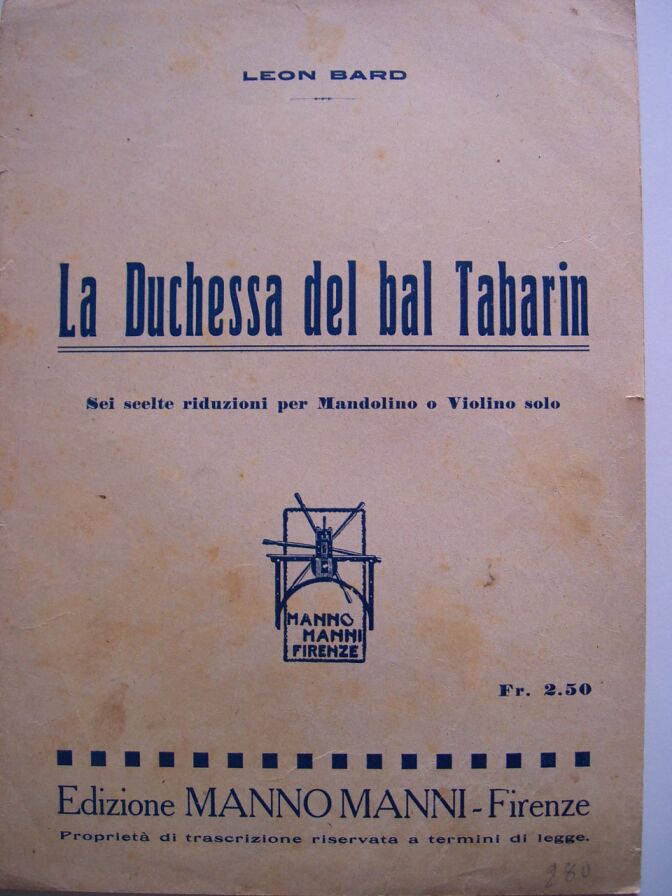 LEON BARD
La Duchessa del bal Tabarin
Sei scelte riduzioni per Mandolino o Violino solo
MANNO
MANNI
FIRENZE
Fr. 2.50
Edizione MANNO MANNI - Firenze
Proprietà di trascrizione riservata a termini di legge.
280